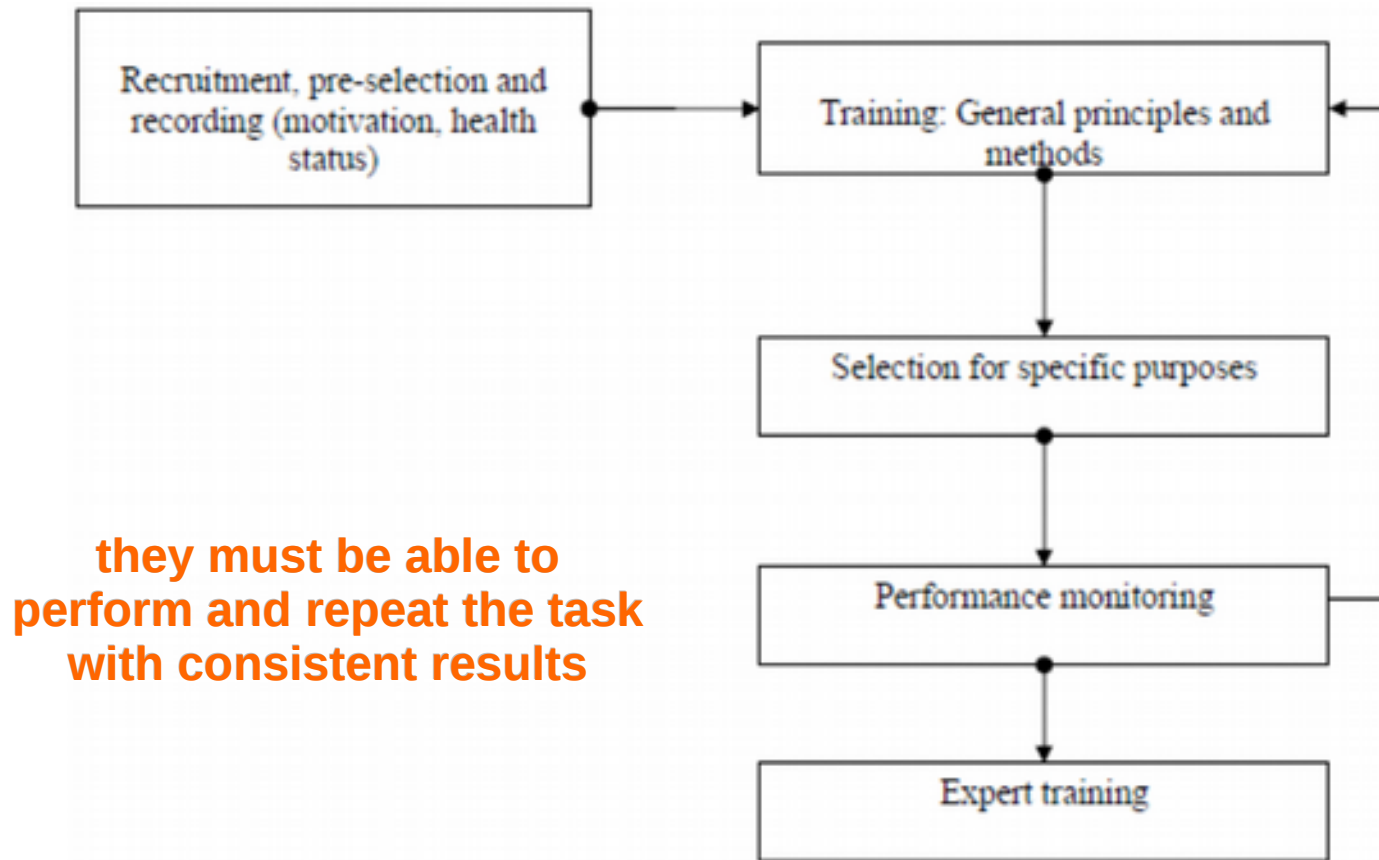 Recruitment, pre-selection and
recording (motivation, health
status)
Training: General principles and
methods
Selection for specific purposes
they must be able to
perform and repeat the task
with consistent results
Performance monitoring
Expert training